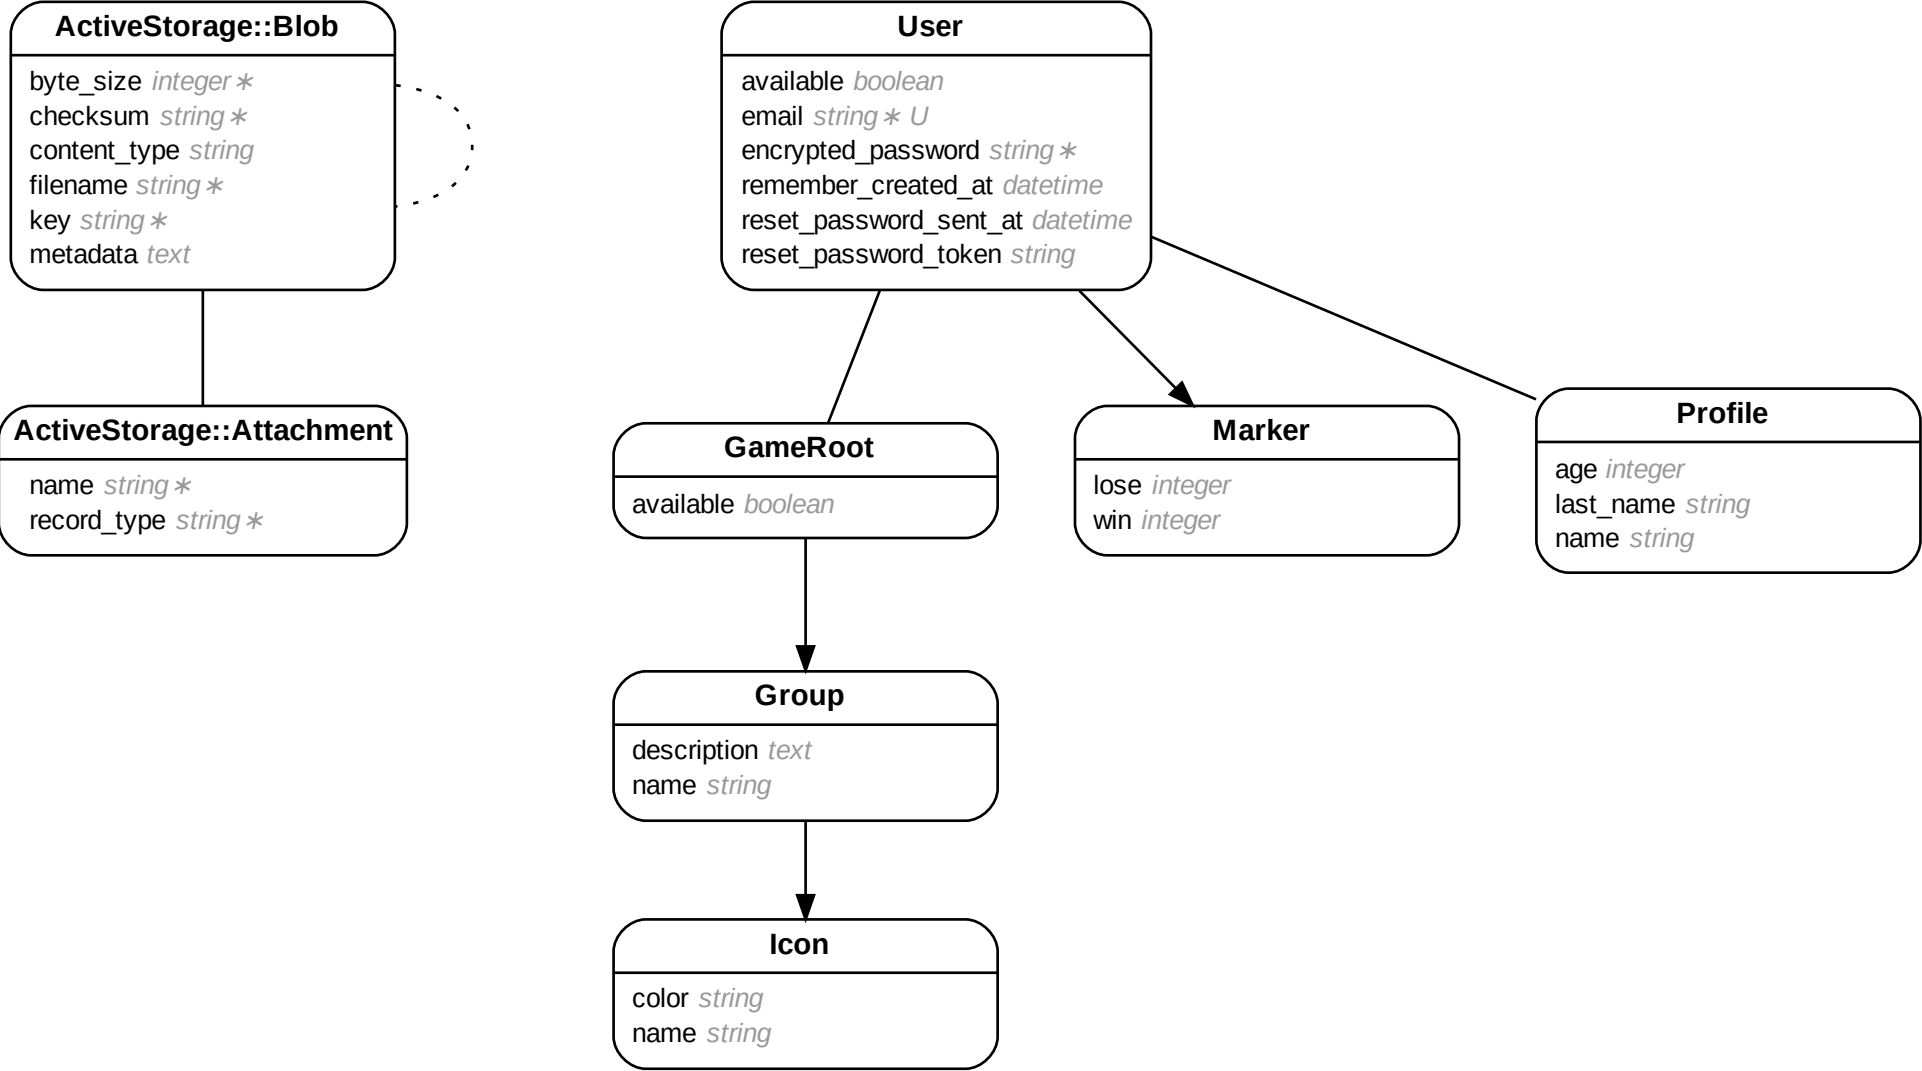 ActiveStorage::Blob
byte_size integer∗
checksum string∗
content_type string
filename string∗
key string∗
metadata text
User
available boolean
email string∗ U
encrypted_password string∗
remember_created_at datetime
reset_password_sent_at datetime
reset_password_token string
ActiveStorage::Attachment
name string∗
record_type string∗
GameRoot
available boolean
Marker
lose integer
win integer
Profile
age integer
last_name string
name string
Group
description text
name string
Icon
color string
name string